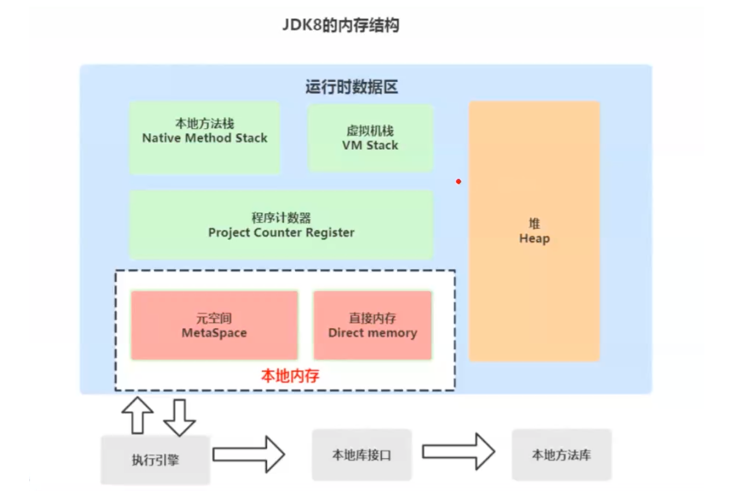 JDK8的内存结构
运行时数据区
本地方法栈
Native Method Stack
虚拟机栈
VM Stack
程序计数器
Project Counter Register
堆
Heap
元空间
MetaSpace
直接内存
Direct memory
本地内存
执行引擎
本地库接口
本地方法库